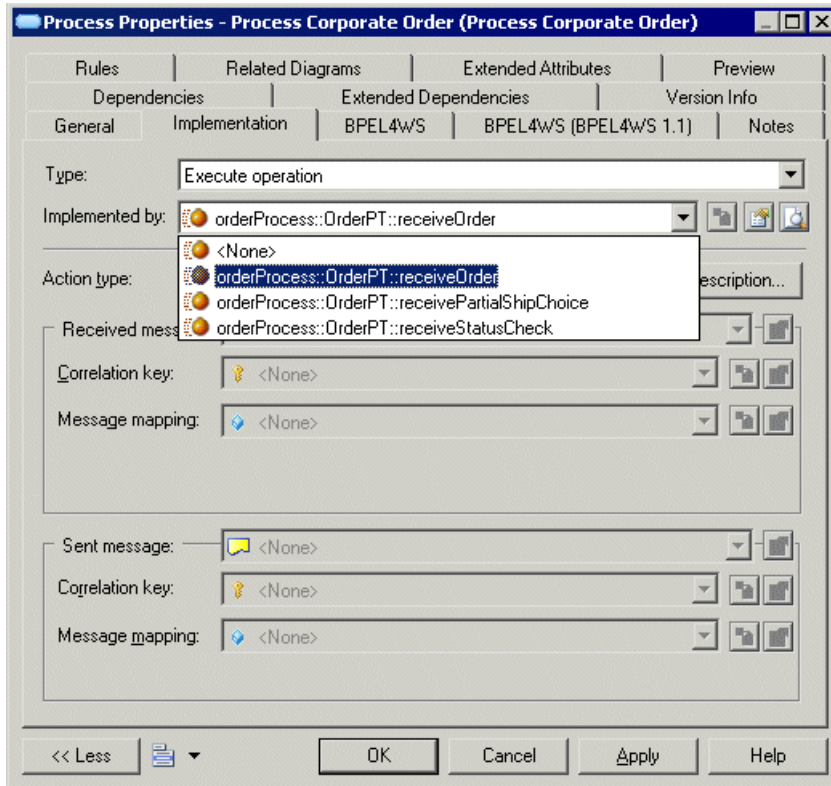 Process Properties - Process Corporate Order (Process Corporate Order)
Rules Related Diagrams Extended Attributes Preview
Dependencies Extended Dependencies Version Info
General Implementation BPEL4WS BPEL4WS (BPEL4WS 1.1) Notes
Type: Execute operation
Implemented by: orderProcess::OrderPT::receiveOrder
<None>
Action type: orderProcess::OrderPT::receiveOrder escription...
orderProcess::OrderPT::receivePartialShipChoice
Received mess orderProcess::OrderPT::receiveStatusCheck
Correlation key: <None>
Message mapping: <None>
Sent message: <None>
Correlation key: <None>
Message mapping: <None>
<< Less OK Cancel Apply Help